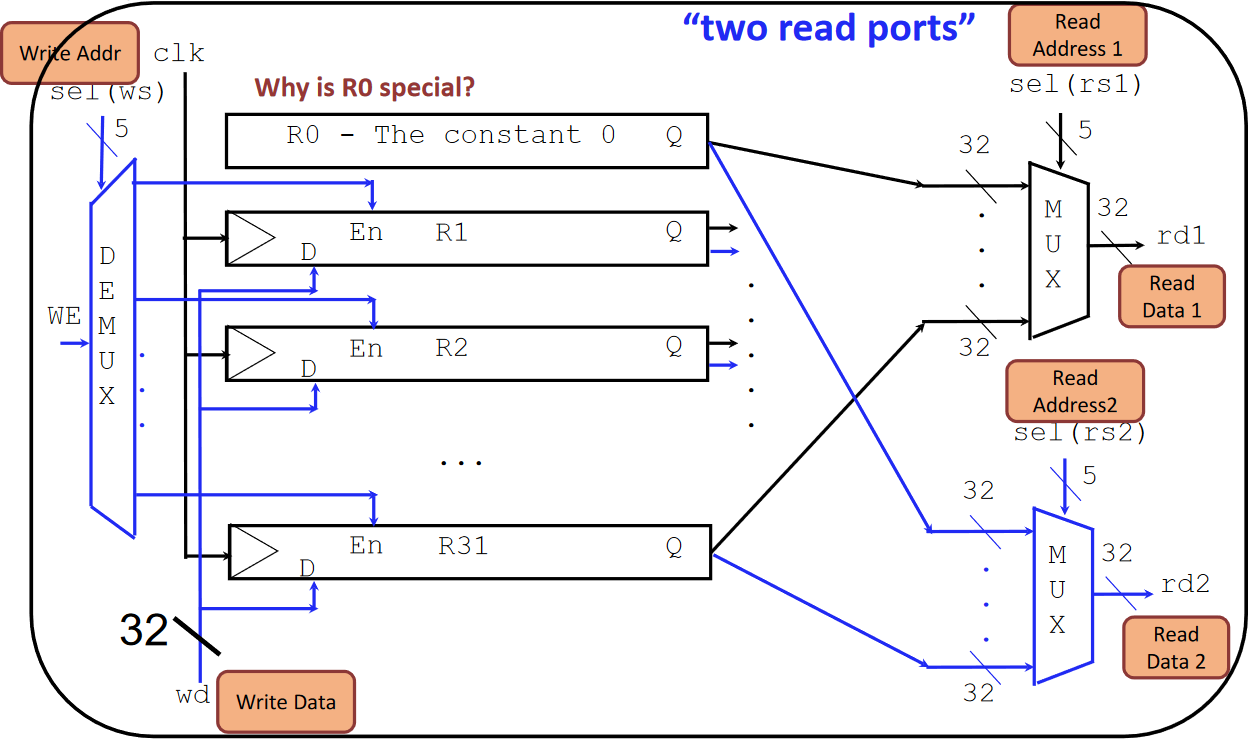 “two read ports”
Read
Address 1
Write Addr
clk
sel(ws)
sel(rs1)
Why is R0 special?
5
R0 - The constant 0 Q
5
32
MUX
32
rd1
En R1 Q
D
DEMUX
Read
Data 1
WE
32
En R2 Q
D
Read
Address2
sel(rs2)
...
5
32
En R31 Q
D
MUX
32
rd2
32
Read
Data 2
32
wd
Write Data